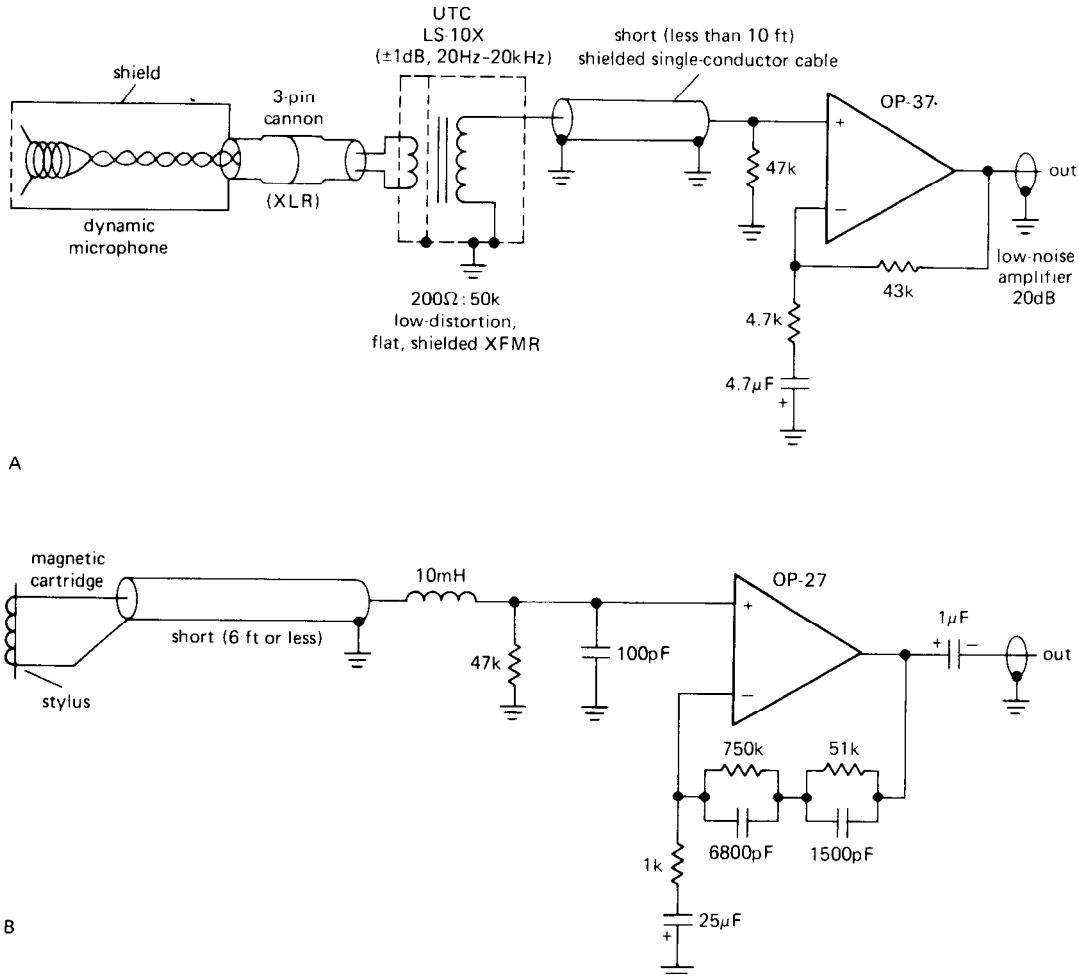 UTC
LS-10X
(±1dB, 20Hz-20kHz)
short (less than 10 ft)
shielded single-conductor cable
shield
3-pin
cannon
(XLR)
dynamic
microphone
200Ω : 50k
low-distortion,
flat, shielded XFMR
OP-37
+
−
47k
out
43k
low-noise
amplifier
20dB
4.7k
4.7μF
+
A
magnetic
cartridge
stylus
short (6 ft or less)
10mH
47k
100pF
OP-27
+
−
1μF
+ −
out
750k
51k
6800pF
1500pF
1k
25μF
+
B